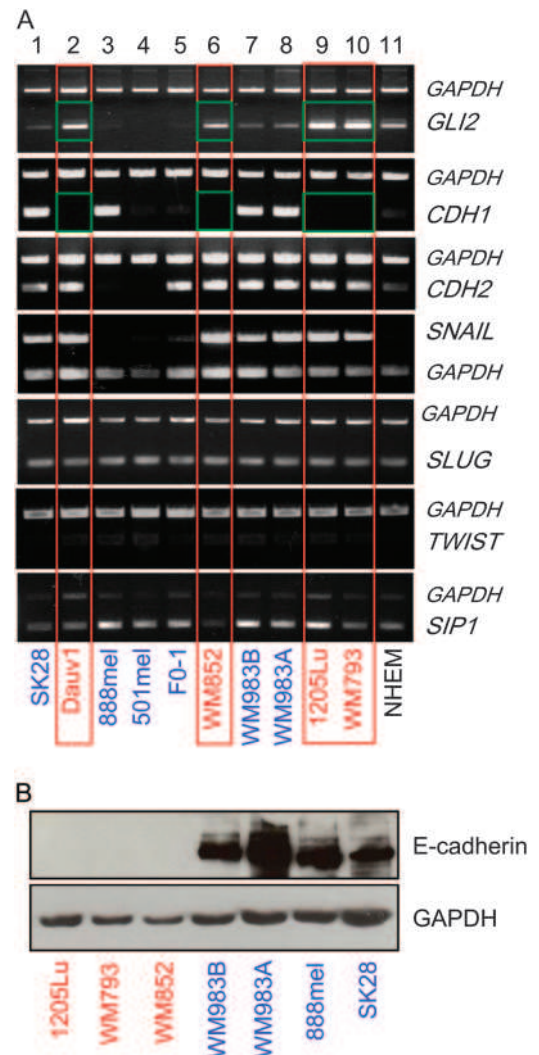 A
1 2 3 4 5 6 7 8 9 10 11
GAPDH
GLI2
GAPDH
CDH1
GAPDH
CDH2
SNAIL
GAPDH
GAPDH
SLUG
GAPDH
TWIST
GAPDH
SIP1
SK28 Dauv1 888mel 501mel F0-1 WM852 WM983B WM983A 1205Lu WM793 NHEM
B
E-cadherin
GAPDH
1205Lu WM793 WM852 WM983B WM983A 888mel SK28